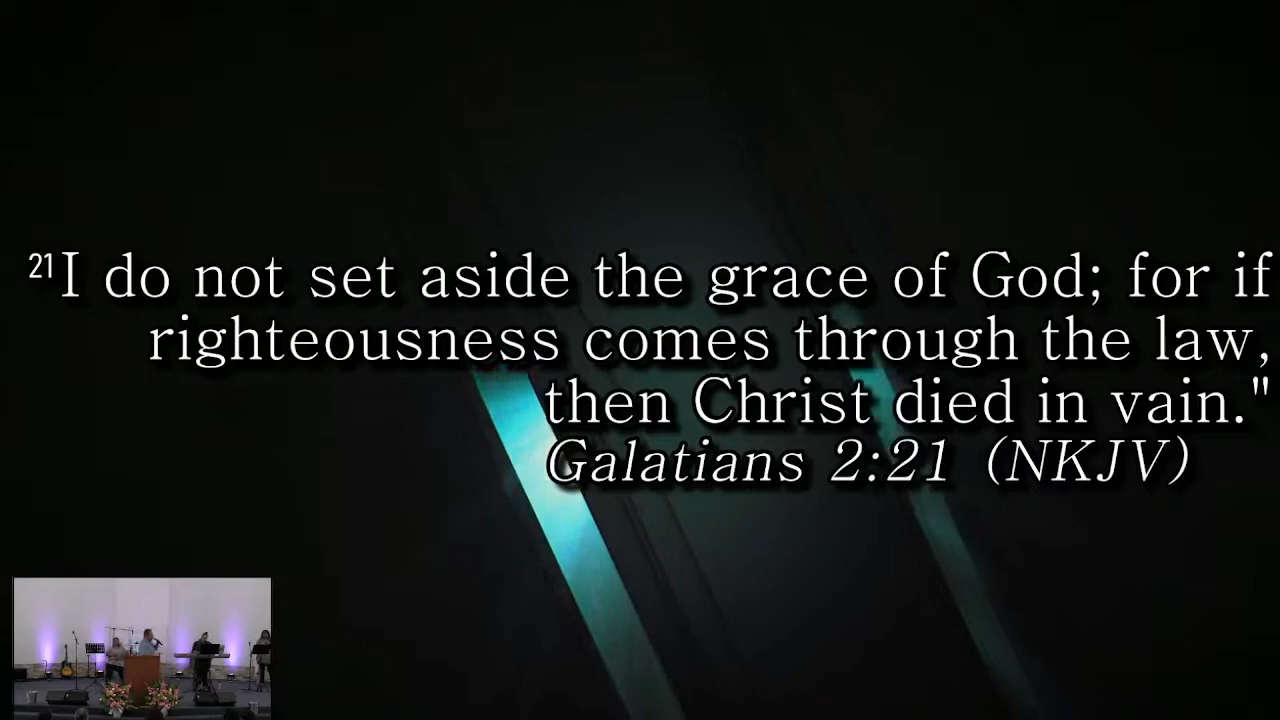 21I do not set aside the grace of God; for if
righteousness comes through the law,
then Christ died in vain."
Galatians 2:21 (NKJV)